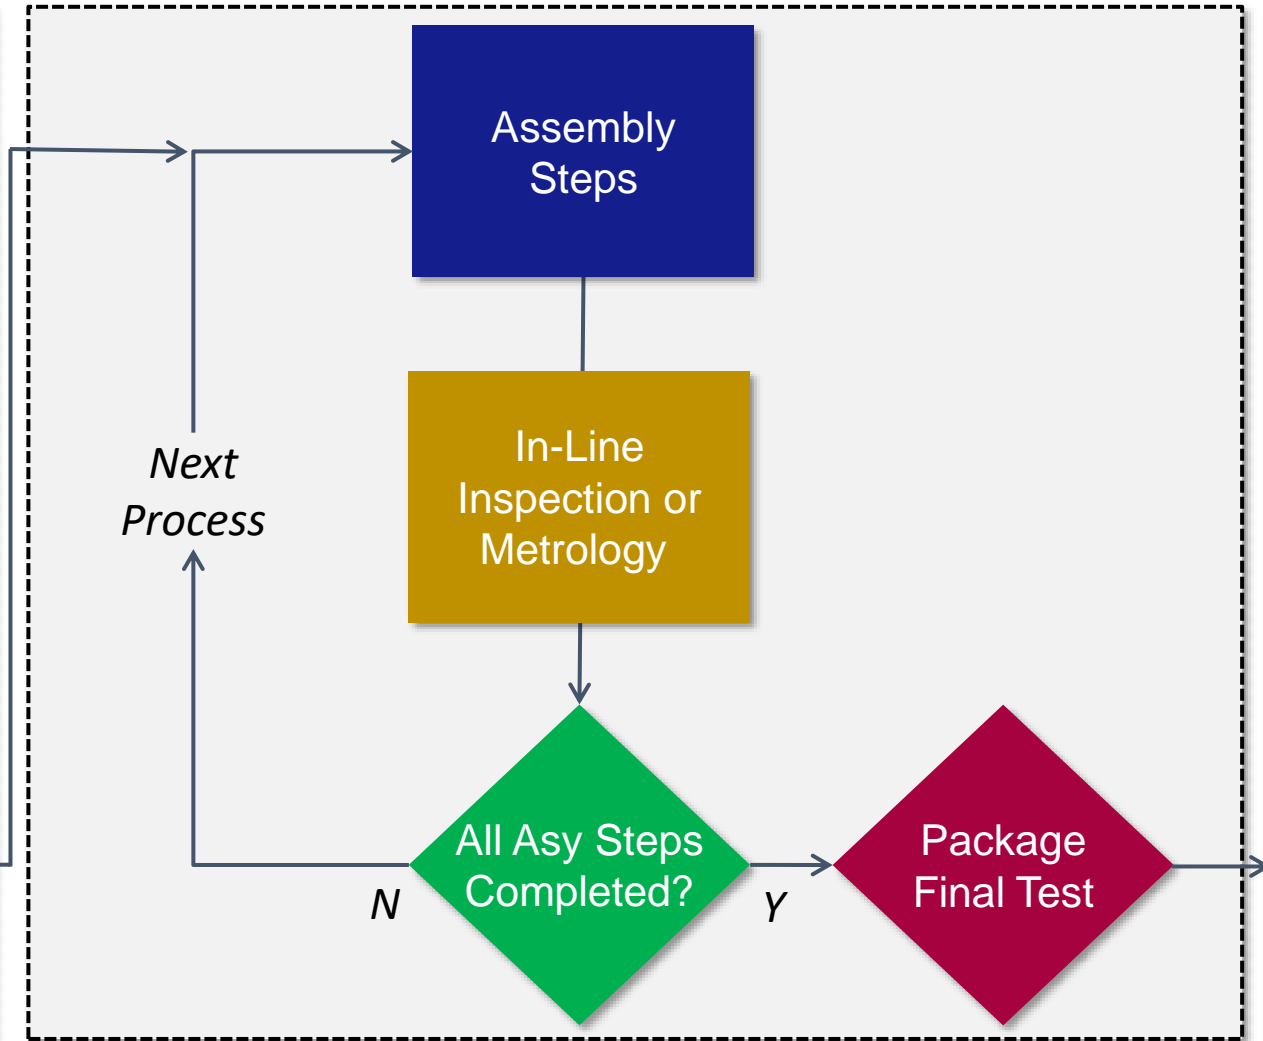 Assembly
Steps
In-Line
Inspection or
Metrology
Next
Process
All Asy Steps
Completed?
N
Y
Package
Final Test